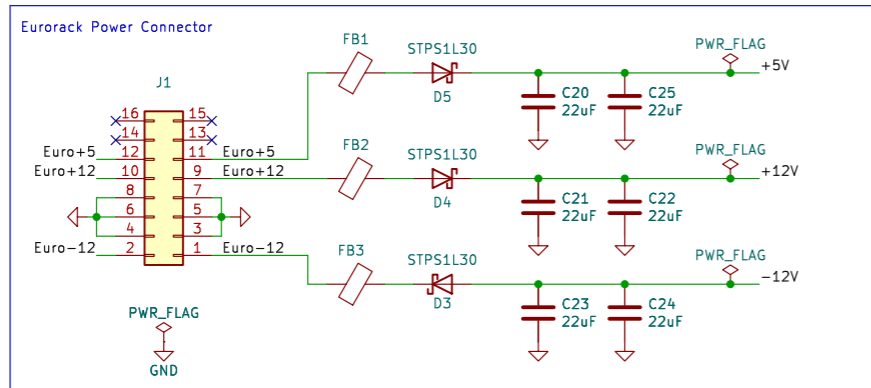 Eurorack Power Connector
J1
16
15
14
13
Euro+5
12
11
Euro+5
Euro+12
10
9
Euro+12
8
7
6
5
4
3
Euro-12
2
1
Euro-12
PWR_FLAG
GND
FB1
STPS1L30
D5
C20
22uF
C25
22uF
PWR_FLAG
+5V
FB2
STPS1L30
D4
C21
22uF
C22
22uF
PWR_FLAG
+12V
FB3
STPS1L30
D3
C23
22uF
C24
22uF
PWR_FLAG
-12V